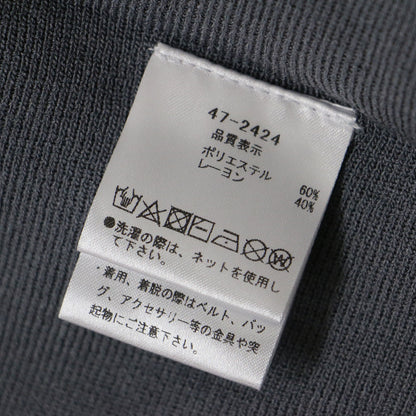 47-2424
品質表示
ポリエステル 60%
レーヨン 40%
●洗濯の際は、ネットを使用し
て下さい。
・着用、着脱の際はベルト、バッ
グ、アクセサリー等の金具や突
起物にご注意下さい。